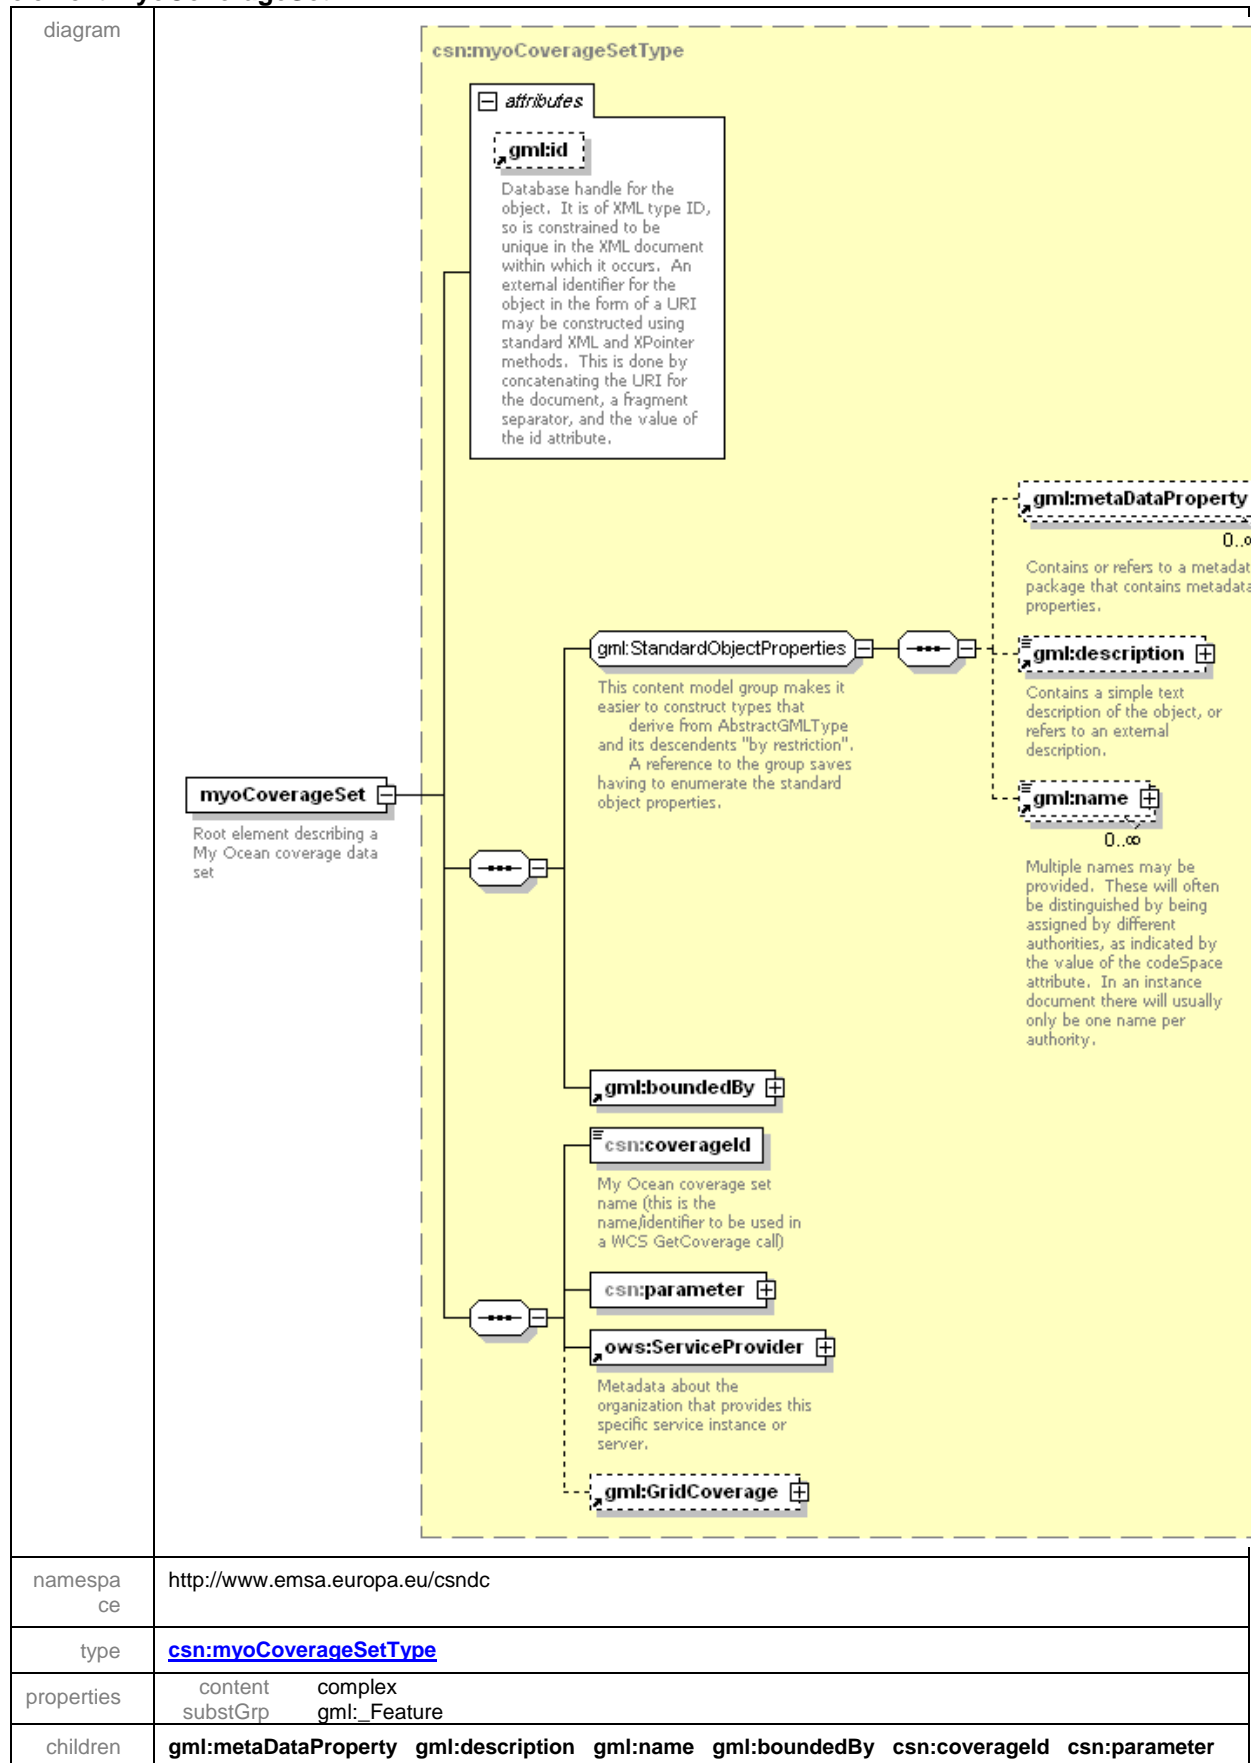 diagram
csn:myoCoverageSetType
attributes
gml:id
Database handle for the
object. It is of XML type ID,
so is constrained to be
unique in the XML document
within which it occurs. An
external identifier for the
object in the form of a URI
may be constructed using
standard XML and XPointer
methods. This is done by
concatenating the URI for
the document, a fragment
separator, and the value of
the id attribute.
gml:metaDataProperty
0..∞
Contains or refers to a metadat
package that contains metadata
properties.
gml:StandardObjectProperties
This content model group makes it
easier to construct types that
derive from AbstractGMLType
and its descendents "by restriction".
A reference to the group saves
having to enumerate the standard
object properties.
gml:description
Contains a simple text
description of the object, or
refers to an external
description.
myoCoverageSet
Root element describing a
My Ocean coverage data
set
gml:name
0..∞
Multiple names may be
provided. These will often
be distinguished by being
assigned by different
authorities, as indicated by
the value of the codeSpace
attribute. In an instance
document there will usually
only be one name per
authority.
gml:boundedBy
csn:coverageId
My Ocean coverage set
name (this is the
name/identifier to be used in
a WCS GetCoverage call)
csn:parameter
ows:ServiceProvider
Metadata about the
organization that provides this
specific service instance or
server.
gml:GridCoverage
namespa
ce
http://www.emsa.europa.eu/csndc
type
csn:myoCoverageSetType
properties
content complex
substGrp gml:_Feature
children
gml:metaDataProperty gml:description gml:name gml:boundedBy csn:coverageId csn:parameter